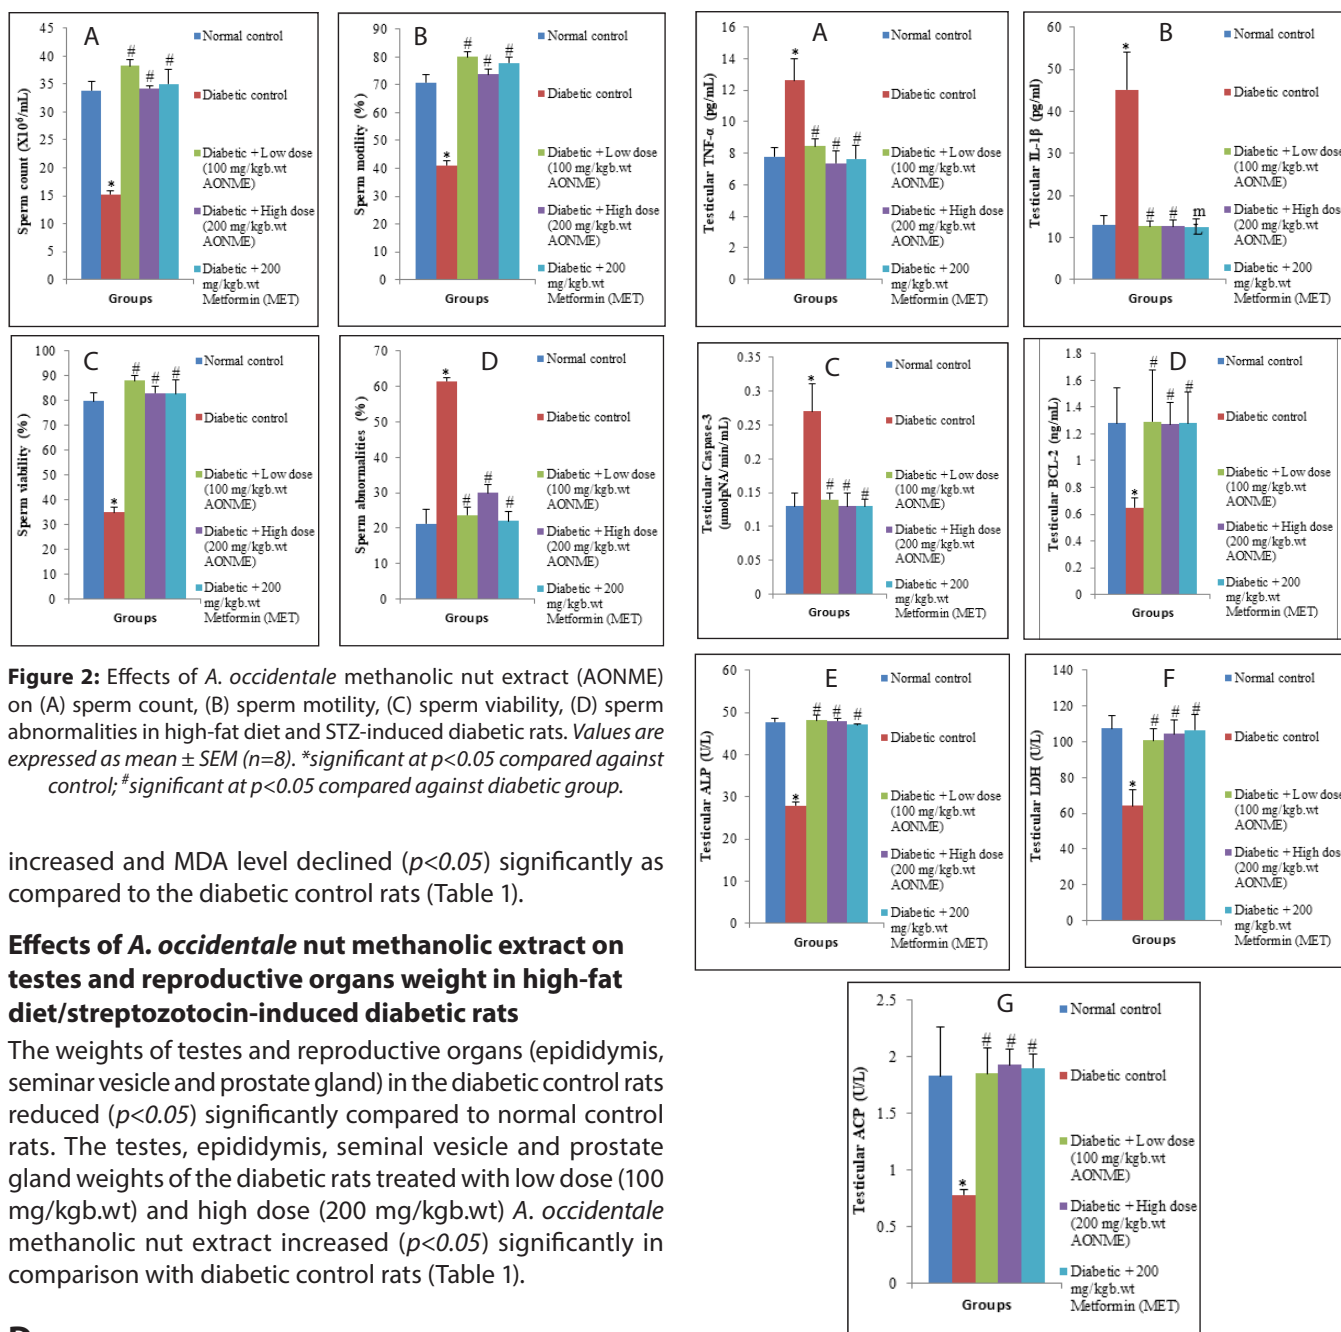 A
Sperm count (X10⁶/mL)
45
40
35
30
25
20
15
10
5
0
#
#
#
*
Groups
Normal control
Diabetic control
Diabetic + Low dose
(100 mg/kgb.wt
AONME)
Diabetic + High dose
(200 mg/kgb.wt
AONME)
Diabetic + 200
mg/kgb.wt
Metformin (MET)
B
Sperm motility (%)
90
80
70
60
50
40
30
20
10
0
#
#
#
*
Groups
Normal control
Diabetic control
Diabetic + Low dose
(100 mg/kgb.wt
AONME)
Diabetic + High dose
(200 mg/kgb.wt
AONME)
Diabetic + 200
mg/kgb.wt
Metformin (MET)
C
Sperm viability (%)
100
90
80
70
60
50
40
30
20
10
0
#
#
#
*
Groups
Normal control
Diabetic control
Diabetic + Low dose
(100 mg/kgb.wt
AONME)
Diabetic + High dose
(200 mg/kgb.wt
AONME)
Diabetic + 200
mg/kgb.wt
Metformin (MET)
D
Sperm abnormalities (%)
70
60
50
40
30
20
10
0
*
#
#
#
Groups
Normal control
Diabetic control
Diabetic + Low dose
(100 mg/kgb.wt
AONME)
Diabetic + High dose
(200 mg/kgb.wt
AONME)
Diabetic + 200
mg/kgb.wt
Metformin (MET)
Figure 2: Effects of A. occidentale methanolic nut extract (AONME)
on (A) sperm count, (B) sperm motility, (C) sperm viability, (D) sperm
abnormalities in high-fat diet and STZ-induced diabetic rats. Values are
expressed as mean ± SEM (n=8). *significant at p<0.05 compared against
control; #significant at p<0.05 compared against diabetic group.
increased and MDA level declined (p<0.05) significantly as
compared to the diabetic control rats (Table 1).
Effects of A. occidentale nut methanolic extract on
testes and reproductive organs weight in high-fat
diet/streptozotocin-induced diabetic rats
The weights of testes and reproductive organs (epididymis,
seminar vesicle and prostate gland) in the diabetic control rats
reduced (p<0.05) significantly compared to normal control
rats. The testes, epididymis, seminal vesicle and prostate
gland weights of the diabetic rats treated with low dose (100
mg/kgb.wt) and high dose (200 mg/kgb.wt) A. occidentale
methanolic nut extract increased (p<0.05) significantly in
comparison with diabetic control rats (Table 1).
A
Testicular TNF-α (pg/mL)
16
14
12
10
8
6
4
2
0
*
#
#
#
Groups
Normal control
Diabetic control
Diabetic + Low dose
(100 mg/kgb.wt
AONME)
Diabetic + High dose
(200 mg/kgb.wt
AONME)
Diabetic + 200
mg/kgb.wt
Metformin (MET)
B
Testicular IL-1β (pg/ml)
60
50
40
30
20
10
0
*
#
#
m
Groups
Normal control
Diabetic control
Diabetic + Low dose
(100 mg/kgb.wt
AONME)
Diabetic + High dose
(200 mg/kgb.wt
AONME)
Diabetic + 200
mg/kgb.wt
Metformin (MET)
C
Testicular Caspase-3
(µmolpNA/min/mL)
0.35
0.3
0.25
0.2
0.15
0.1
0.05
0
*
#
#
#
Groups
Normal control
Diabetic control
Diabetic + Low dose
(100 mg/kgb.wt
AONME)
Diabetic + High dose
(200 mg/kgb.wt
AONME)
Diabetic + 200
mg/kgb.wt
Metformin (MET)
D
Testicular BCL-2 (ng/mL)
1.8
1.6
1.4
1.2
1
0.8
0.6
0.4
0.2
0
#
#
#
*
Groups
Normal control
Diabetic control
Diabetic + Low dose
(100 mg/kgb.wt
AONME)
Diabetic + High dose
(200 mg/kgb.wt
AONME)
Diabetic + 200
mg/kgb.wt
Metformin (MET)
E
Testicular ALP (U/L)
60
50
40
30
20
10
0
#
#
#
*
Groups
Normal control
Diabetic control
Diabetic + Low dose
(100 mg/kgb.wt
AONME)
Diabetic + High dose
(200 mg/kgb.wt
AONME)
Diabetic + 200
mg/kgb.wt
Metformin (MET)
F
Testicular LDH (U/L)
140
120
100
80
60
40
20
0
#
#
#
*
Groups
Normal control
Diabetic control
Diabetic + Low dose
(100 mg/kgb.wt
AONME)
Diabetic + High dose
(200 mg/kgb.wt
AONME)
Diabetic + 200
mg/kgb.wt
Metformin (MET)
G
Testicular ACP (U/L)
2.5
2
1.5
1
0.5
0
#
#
#
*
Groups
Normal control
Diabetic control
Diabetic + Low dose
(100 mg/kgb.wt
AONME)
Diabetic + High dose
(200 mg/kgb.wt
AONME)
Diabetic + 200
mg/kgb.wt
Metformin (MET)